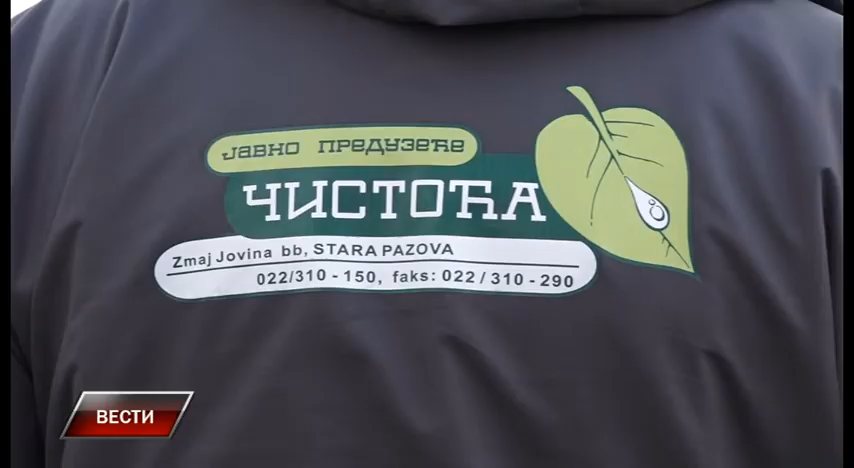 ЈАВНО ПРЕДУЗЕЋЕ
ЧИСТОЋА
Zmaj Jovina bb, STARA PAZOVA
022/310 - 150, faks: 022 / 310 - 290
ВЕСТИ